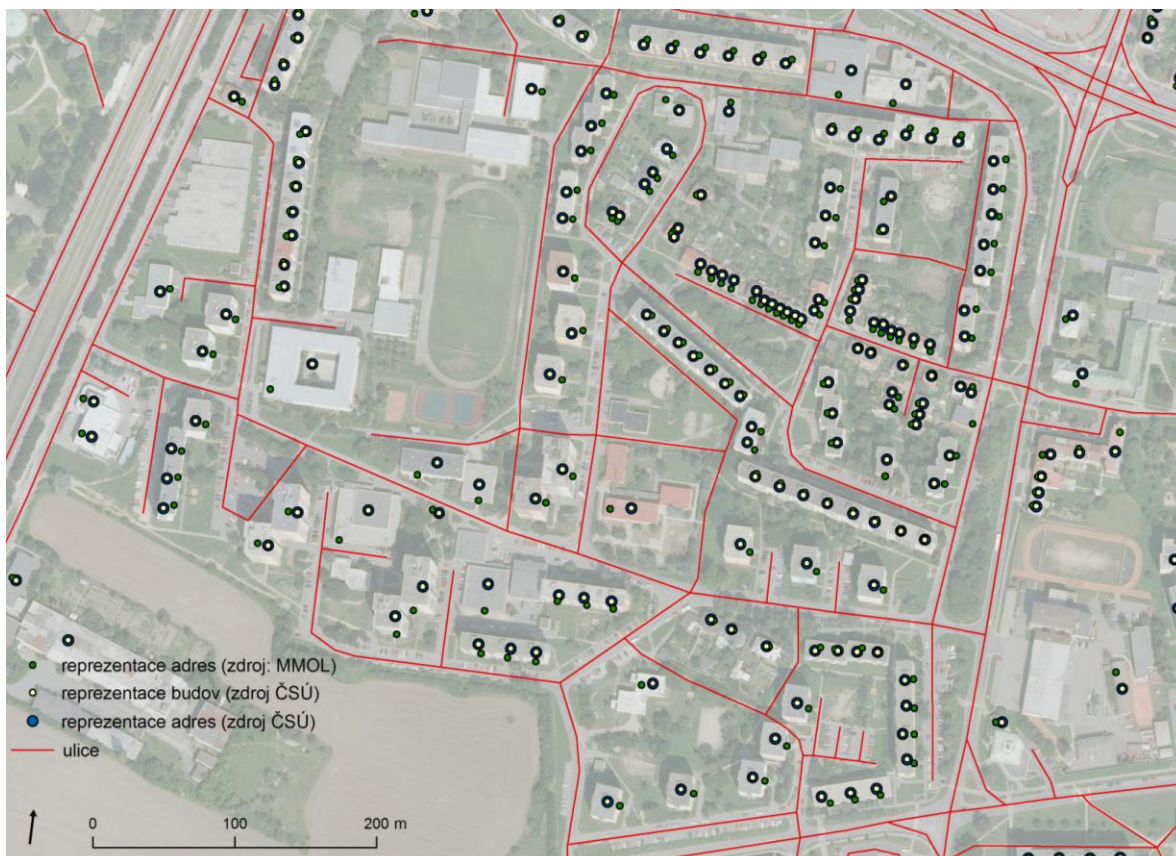 reprezentace adres (zdroj: MMOL)
reprezentace budov (zdroj ČSÚ)
reprezentace adres (zdroj ČSÚ)
ulice
0 100 200 m